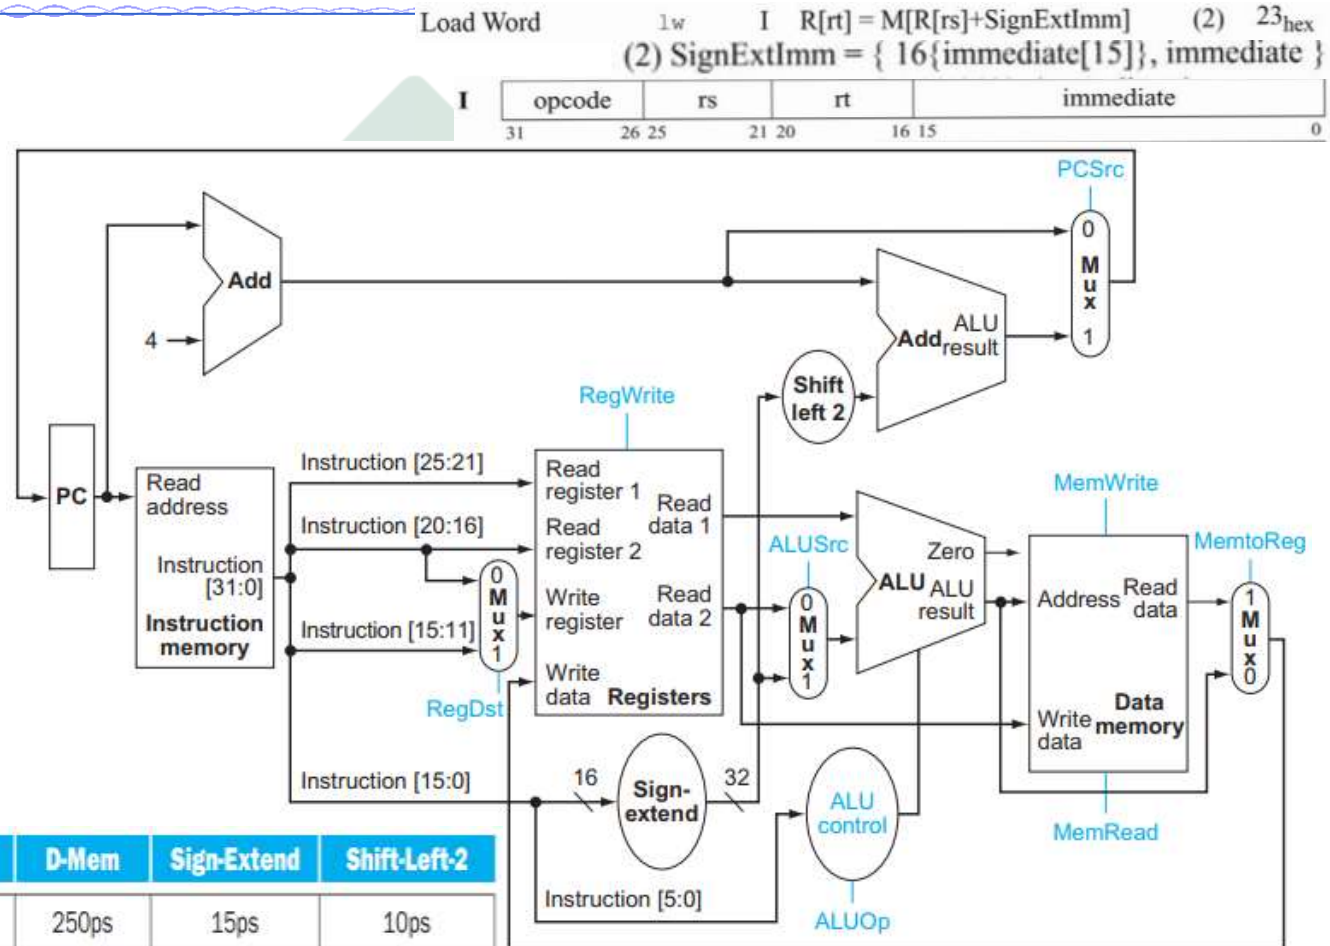 Load Word lw I R[rt] = M[R[rs]+SignExtImm] (2) 23hex
(2) SignExtImm = { 16{immediate[15]}, immediate }
I opcode rs rt immediate
31 26 25 21 20 16 15 0
PCSrc
0
M
u
x
1
Add
4
Add ALU
result
Shift
left 2
RegWrite
PC
Read
address
Instruction
[31:0]
Instruction
memory
Instruction [25:21]
Instruction [20:16]
Instruction [15:11]
0
M
u
x
1
RegDst
Read
register 1
Read
data 1
Read
register 2
Write
register
Read
data 2
Write
data Registers
ALUSrc
0
M
u
x
1
Zero
ALU ALU
result
MemWrite
Address Read
data
Write
data
Data
memory
MemRead
MemtoReg
1
M
u
x
0
Instruction [15:0]
16
Sign-
extend
32
ALU
control
Instruction [5:0]
ALUOp
D-Mem Sign-Extend Shift-Left-2
250ps 15ps 10ps